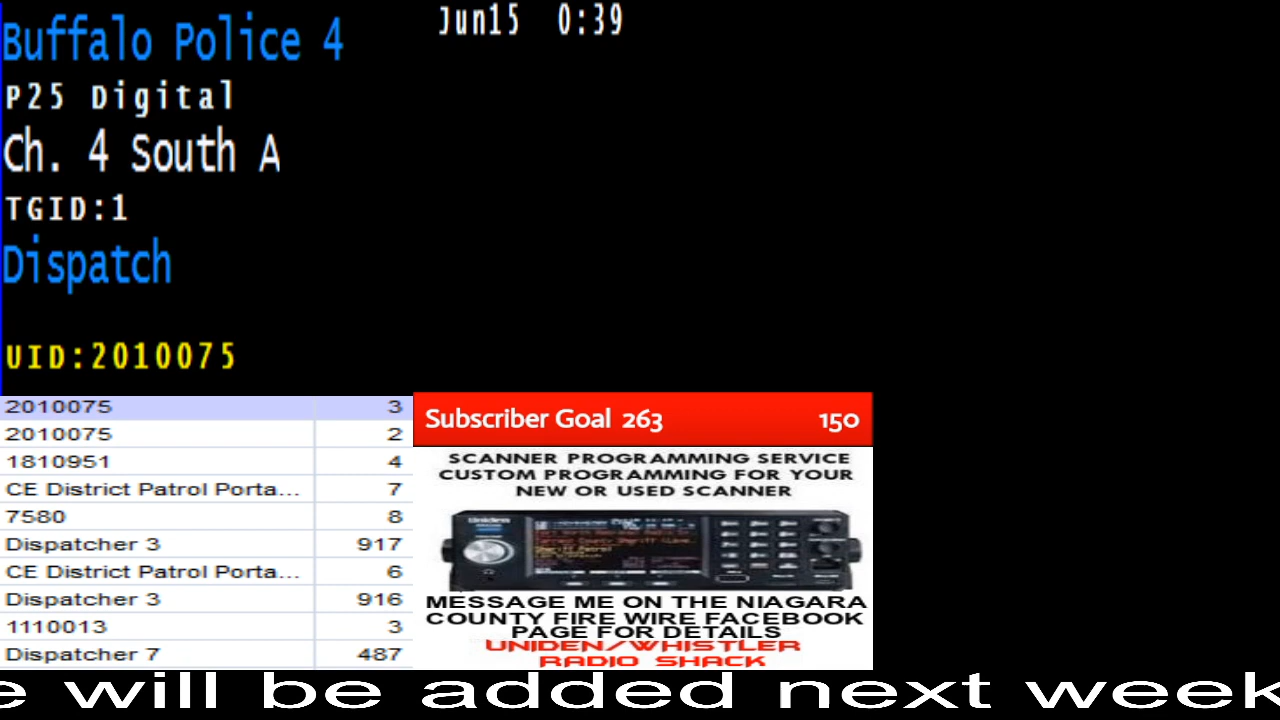 Buffalo Police 4
Jun15 0:39
P25 Digital
Ch. 4 South A
TGID:1
Dispatch
UID:2010075
2010075 3
2010075 2
1810951 4
CE District Patrol Porta... 7
7580 8
Dispatcher 3 917
CE District Patrol Porta... 6
Dispatcher 3 916
1110013 3
Dispatcher 7 487
Subscriber Goal 263 150
SCANNER PROGRAMMING SERVICE
CUSTOM PROGRAMMING FOR YOUR
NEW OR USED SCANNER
Uniden
MESSAGE ME ON THE NIAGARA
COUNTY FIRE WIRE FACEBOOK
PAGE FOR DETAILS
UNIDEN/WHISTLER
RADIO SHACK
e will be added next week